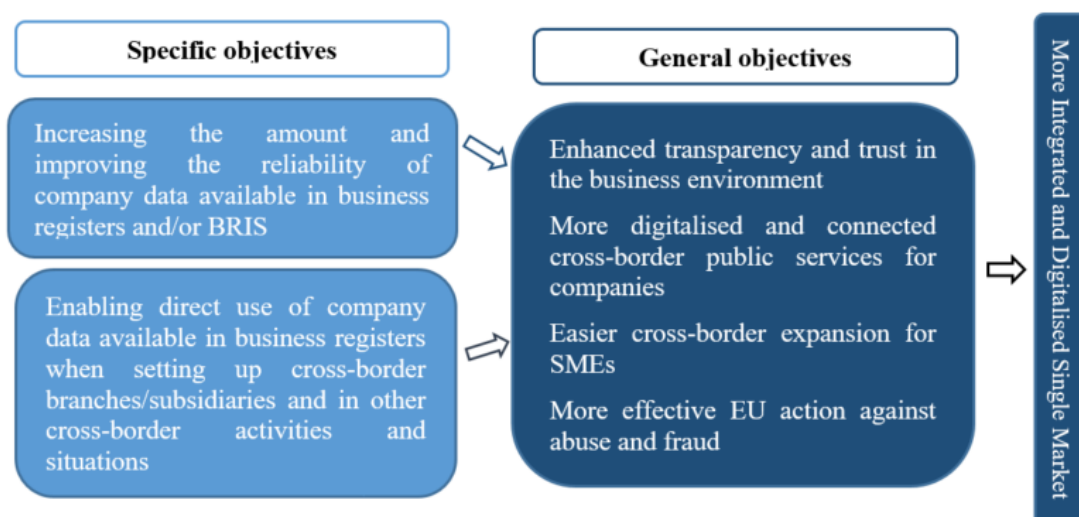 Specific objectives
Increasing the amount and
improving the reliability of
company data available in business
registers and/or BRIS
Enabling direct use of company
data available in business registers
when setting up cross-border
branches/subsidiaries and in other
cross-border activities and
situations
General objectives
Enhanced transparency and trust in
the business environment
More digitalised and connected
cross-border public services for
companies
Easier cross-border expansion for
SMEs
More effective EU action against
abuse and fraud
More Integrated and Digitalised Single Market